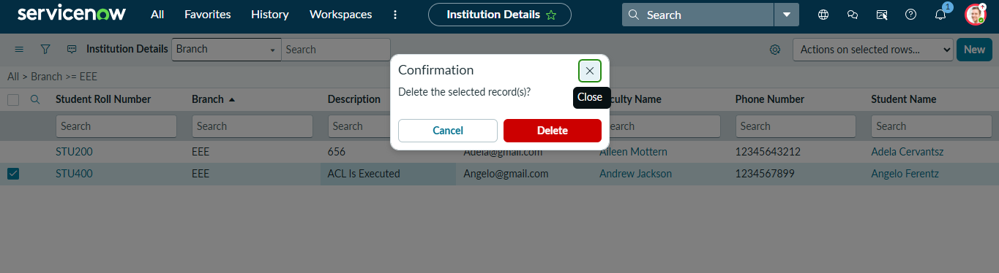 servicenow All Favorites History Workspaces Institution Details Search 1
Institution Details Branch Search Actions on selected rows... New
All > Branch >= EEE
Confirmation
Delete the selected record(s)?
Close
Cancel Delete
Student Roll Number Branch Description culty Name Phone Number Student Name
Search Search Search earch Search Search
STU200 EEE 656 Adela@gmail.com Aileen Mottern 12345643212 Adela Cervantsz
STU400 EEE ACL Is Executed Angelo@gmail.com Andrew Jackson 1234567899 Angelo Ferentz